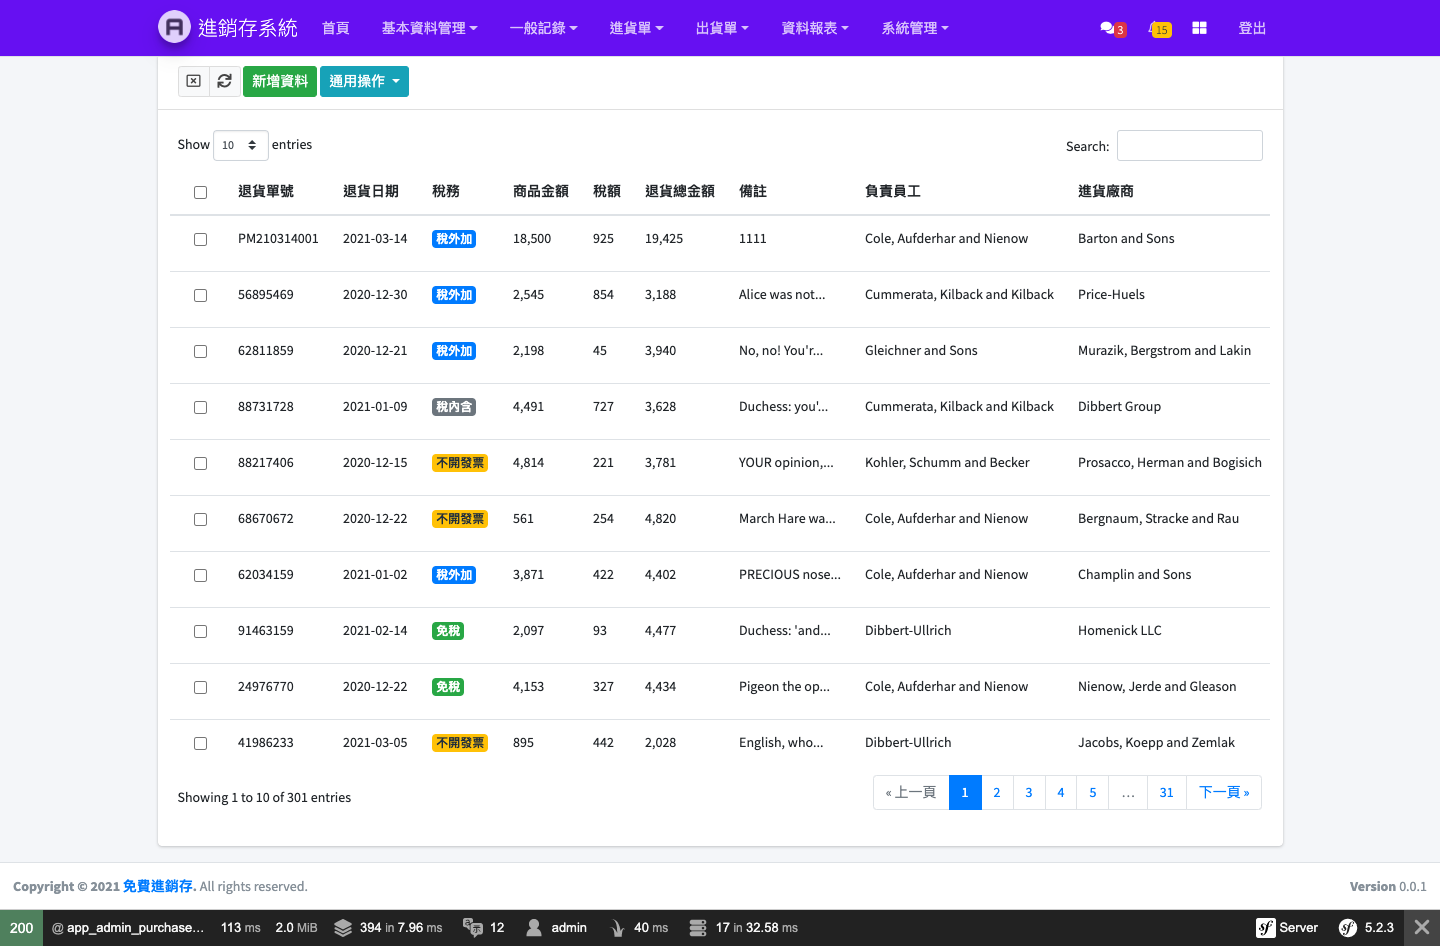 進銷存系統 首頁 基本資料管理 一般記錄 進貨單 出貨單 資料報表 系統管理 3 15 登出
新增資料 通用操作
Show 10 entries Search:
退貨單號 退貨日期 稅務 商品金額 稅額 退貨總金額 備註 負責員工 進貨廠商
PM210314001 2021-03-14 稅外加 18,500 925 19,425 1111 Cole, Aufderhar and Nienow Barton and Sons
56895469 2020-12-30 稅外加 2,545 854 3,188 Alice was not... Cummerata, Kilback and Kilback Price-Huels
62811859 2020-12-21 稅外加 2,198 45 3,940 No, no! You'r... Gleichner and Sons Murazik, Bergstrom and Lakin
88731728 2021-01-09 稅內含 4,491 727 3,628 Duchess: you'... Cummerata, Kilback and Kilback Dibbert Group
88217406 2020-12-15 不開發票 4,814 221 3,781 YOUR opinion,... Kohler, Schumm and Becker Prosacco, Herman and Bogisich
68670672 2020-12-22 不開發票 561 254 4,820 March Hare wa... Cole, Aufderhar and Nienow Bergnaum, Stracke and Rau
62034159 2021-01-02 稅外加 3,871 422 4,402 PRECIOUS nose... Cole, Aufderhar and Nienow Champlin and Sons
91463159 2021-02-14 免稅 2,097 93 4,477 Duchess: 'and... Dibbert-Ullrich Homenick LLC
24976770 2020-12-22 免稅 4,153 327 4,434 Pigeon the op... Cole, Aufderhar and Nienow Nienow, Jerde and Gleason
41986233 2021-03-05 不開發票 895 442 2,028 English, who... Dibbert-Ullrich Jacobs, Koepp and Zemlak
Showing 1 to 10 of 301 entries « 上一頁 1 2 3 4 5 … 31 下一頁 »
Copyright © 2021 免費進銷存. All rights reserved. Version 0.0.1
200 @ app_admin_purchase... 113 ms 2.0 MiB 394 in 7.96 ms 12 admin 40 ms 17 in 32.58 ms Server 5.2.3